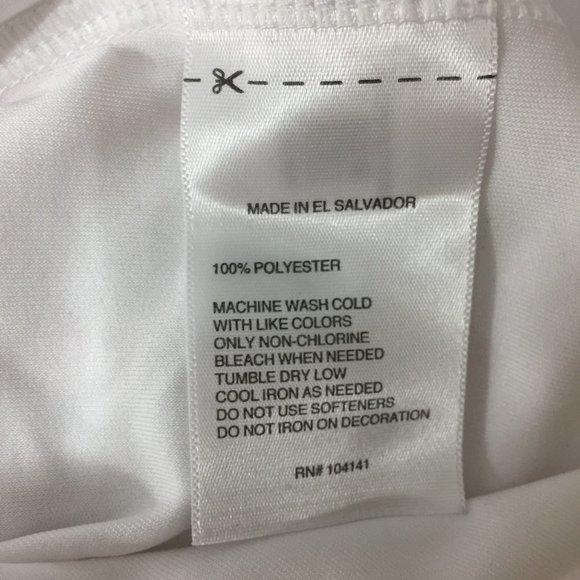 MADE IN EL SALVADOR
100% POLYESTER
MACHINE WASH COLD
WITH LIKE COLORS
ONLY NON-CHLORINE
BLEACH WHEN NEEDED
TUMBLE DRY LOW
COOL IRON AS NEEDED
DO NOT USE SOFTENERS
DO NOT IRON ON DECORATION
RN# 104141